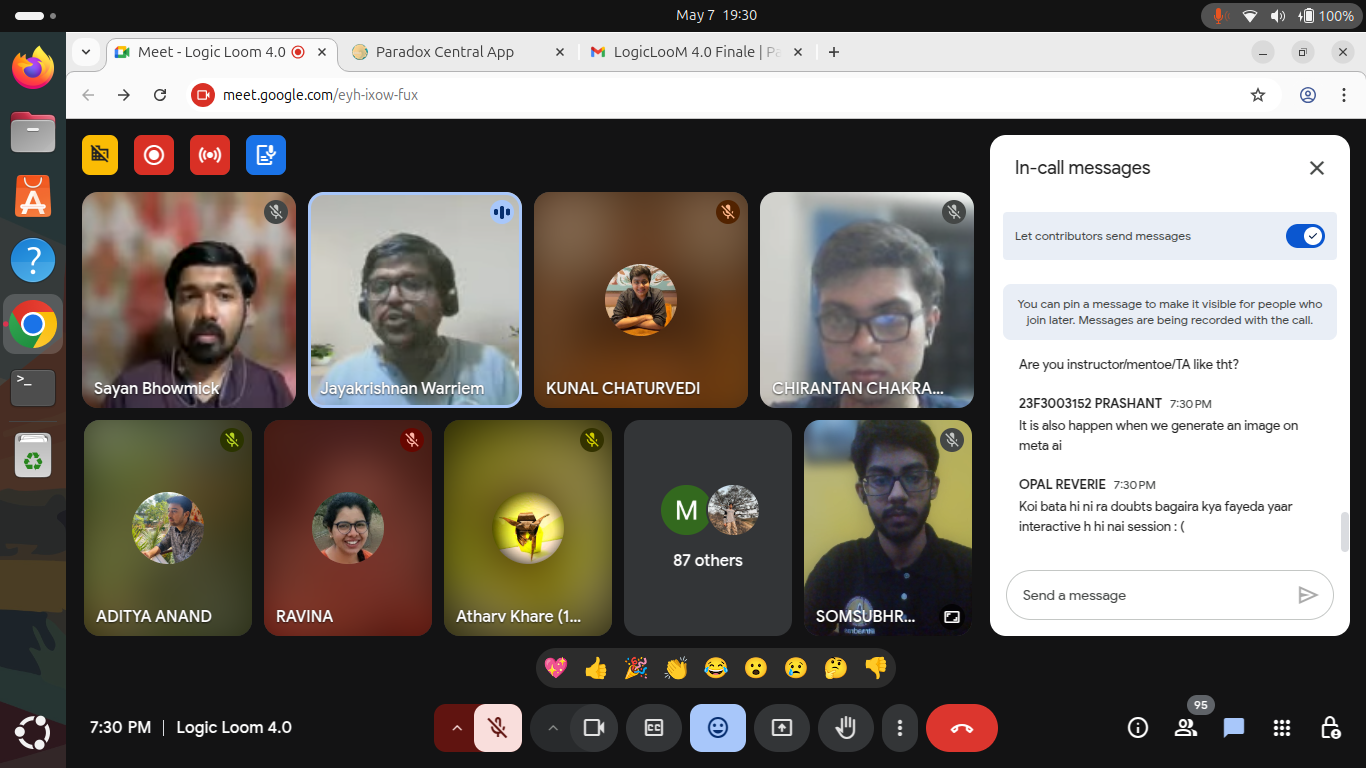 May 7 19:30
100%
Meet - Logic Loom 4.0
Paradox Central App
LogicLooM 4.0 Finale | Pa
meet.google.com/eyh-ixow-fux
In-call messages
Let contributors send messages
You can pin a message to make it visible for people who
join later. Messages are being recorded with the call.
Are you instructor/mentoe/TA like tht?
23F3003152 PRASHANT 7:30 PM
It is also happen when we generate an image on
meta ai
OPAL REVERIE 7:30 PM
Koi bata hi ni ra doubts bagaira kya fayeda yaar
interactive h hi nai session : (
Send a message
Sayan Bhowmick
Jayakrishnan Warriem
KUNAL CHATURVEDI
CHIRANTAN CHAKRA...
ADITYA ANAND
RAVINA
Atharv Khare (1...
M
87 others
SOMSUBHR...
7:30 PM | Logic Loom 4.0
95